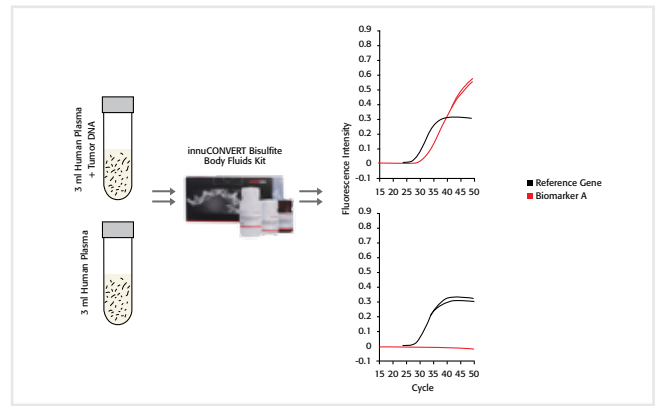 3 ml Human Plasma
+ Tumor DNA
3 ml Human Plasma
innuCONVERT Bisulfite
Body Fluids Kit
Fluorescence Intensity
0.9
0.8
0.7
0.6
0.5
0.4
0.3
0.2
0.1
0
-0.1
15 20 25 30 35 40 45 50
0.9
0.8
0.7
0.6
0.5
0.4
0.3
0.2
0.1
0
-0.1
15 20 25 30 35 40 45 50
Cycle
Reference Gene
Biomarker A